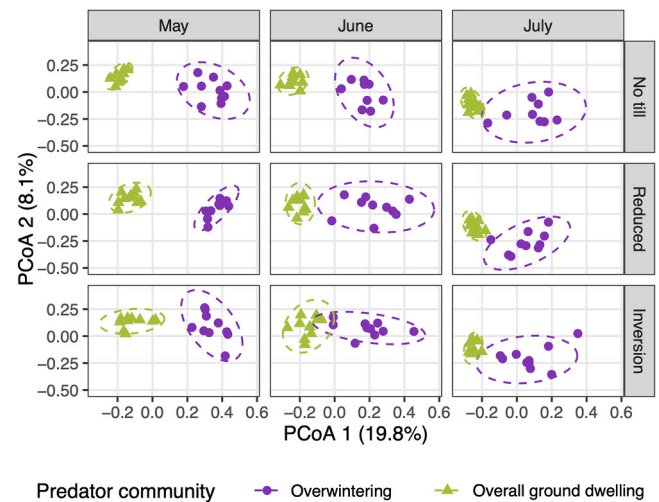 May June July
0.25
0.00
−0.25
−0.50
No till
0.25
0.00
−0.25
−0.50
Reduced
0.25
0.00
−0.25
−0.50
Inversion
PCoA 2 (8.1%)
−0.2 0.0 0.2 0.4 0.6 −0.2 0.0 0.2 0.4 0.6 −0.2 0.0 0.2 0.4 0.6
PCoA 1 (19.8%)
Predator community Overwintering Overall ground dwelling